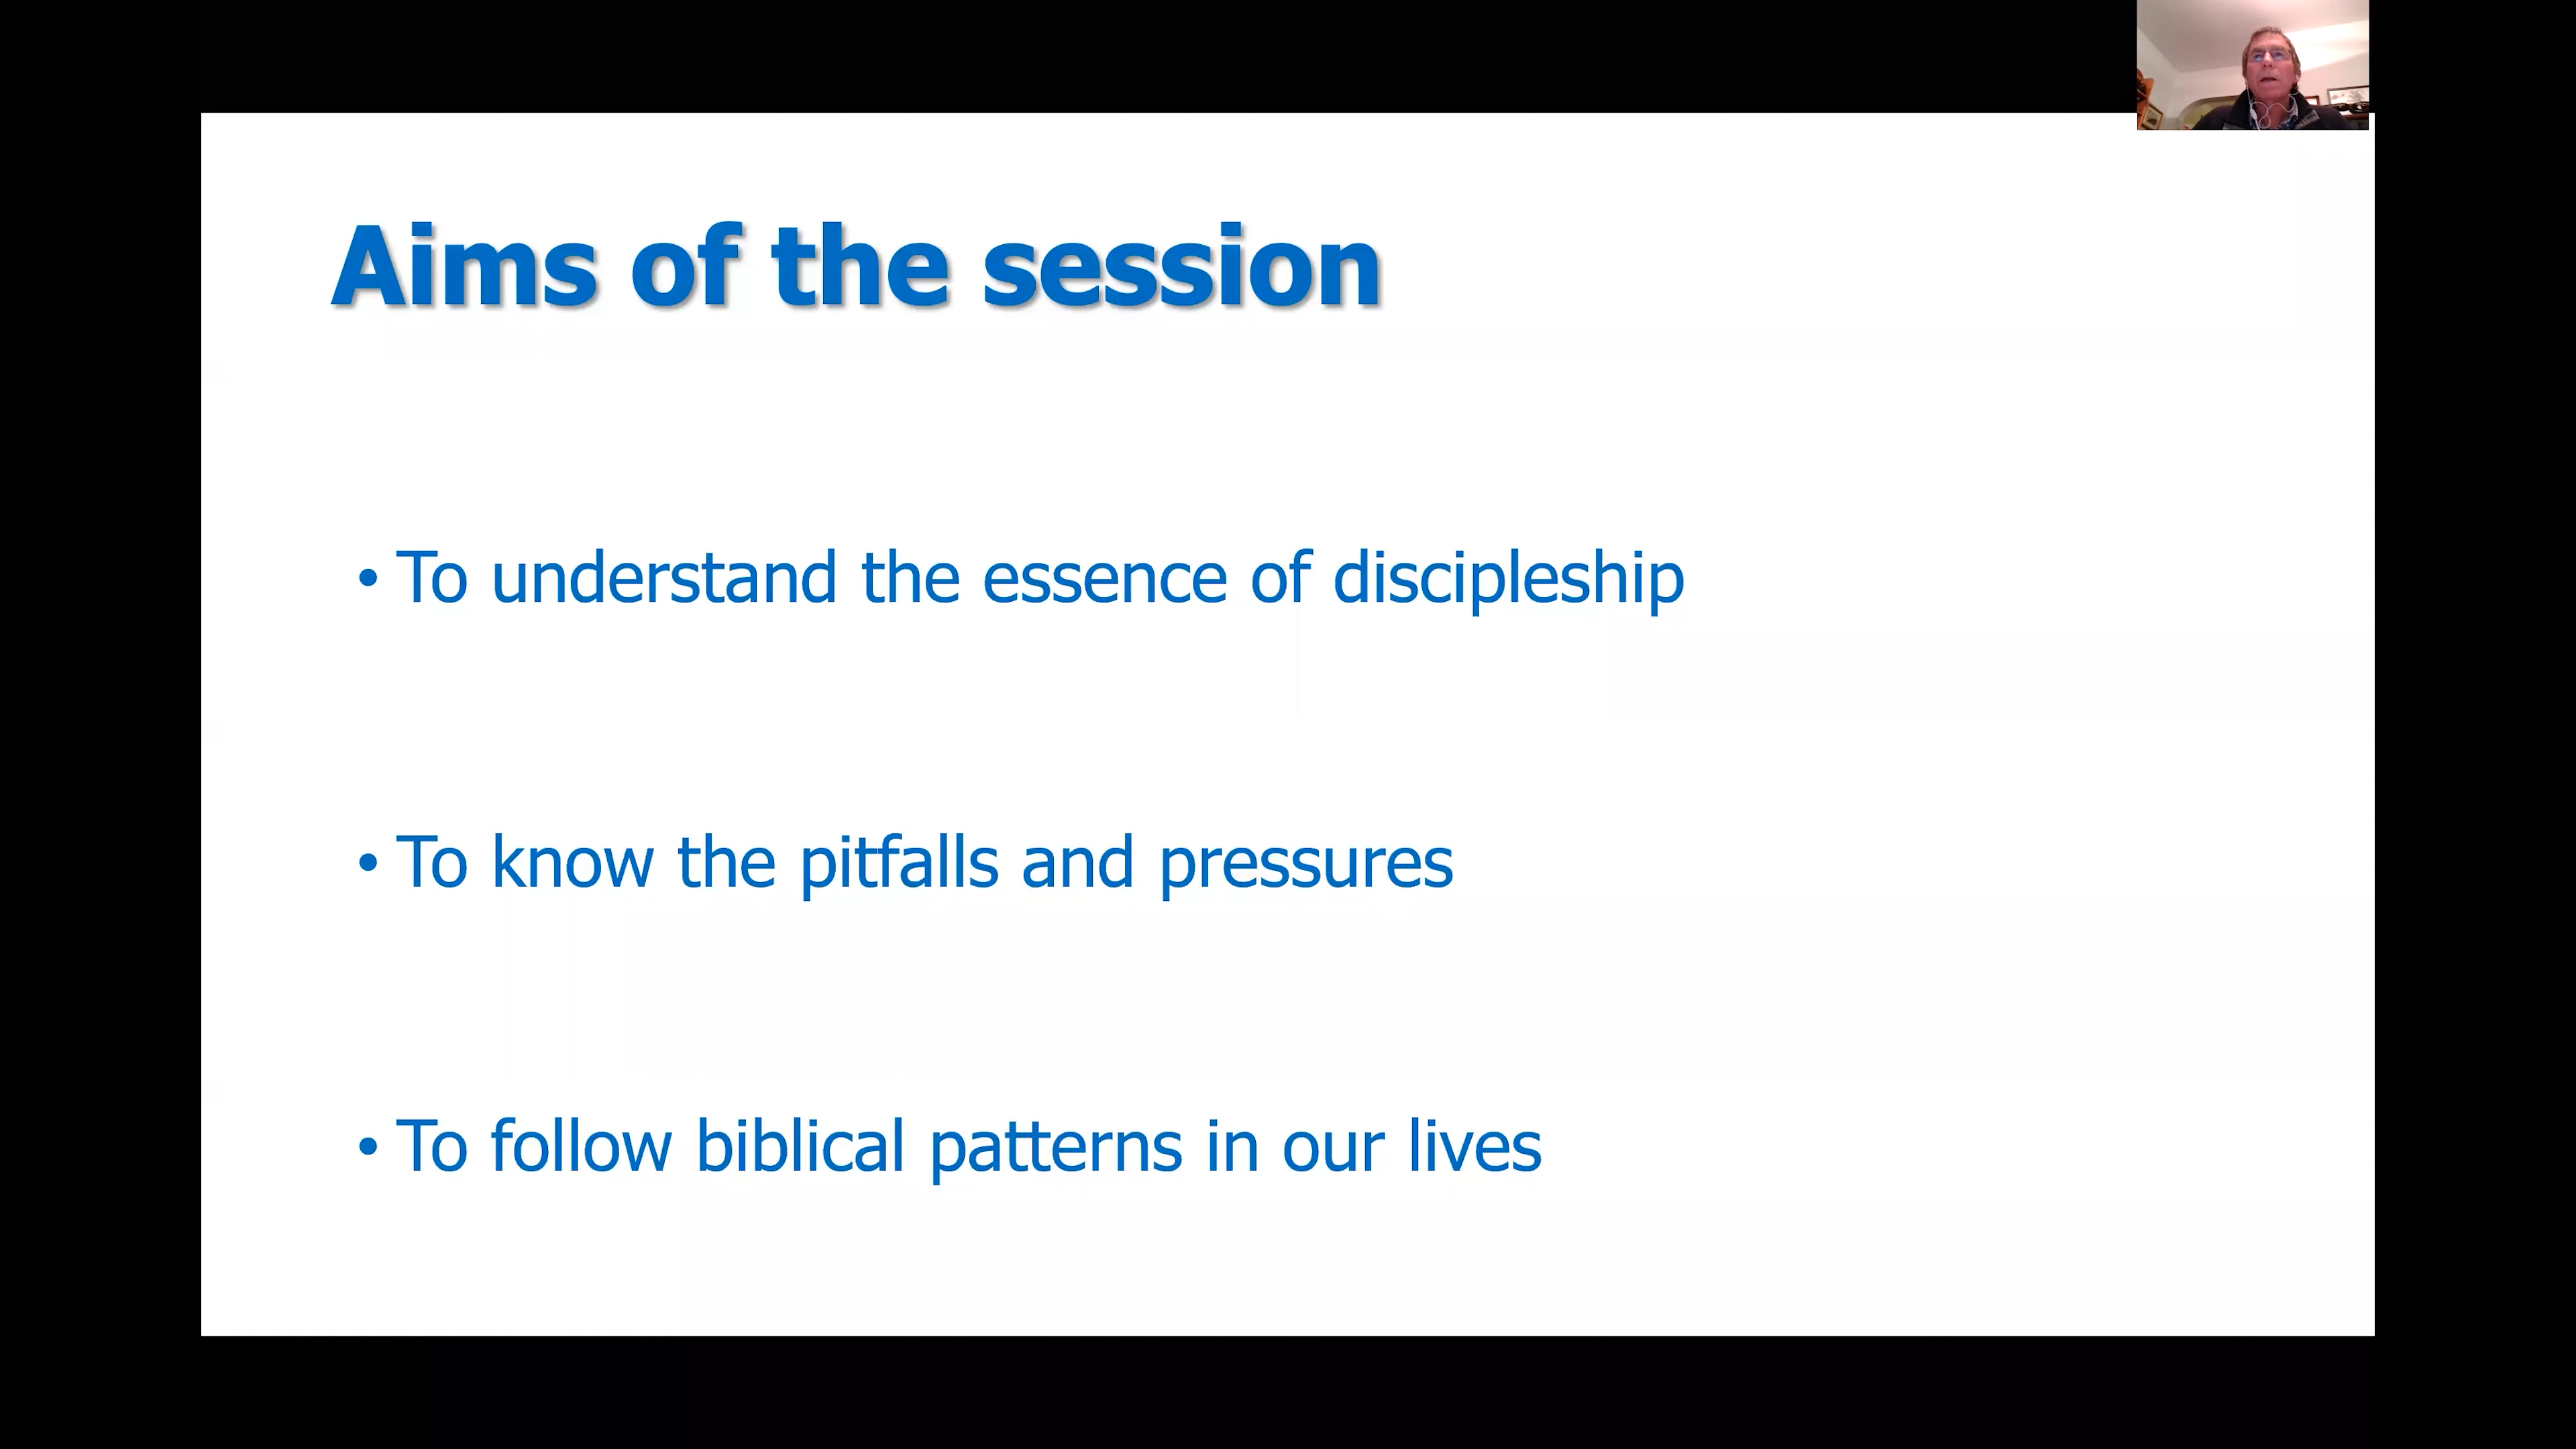 Aims of the session
• To understand the essence of discipleship
• To know the pitfalls and pressures
• To follow biblical patterns in our lives